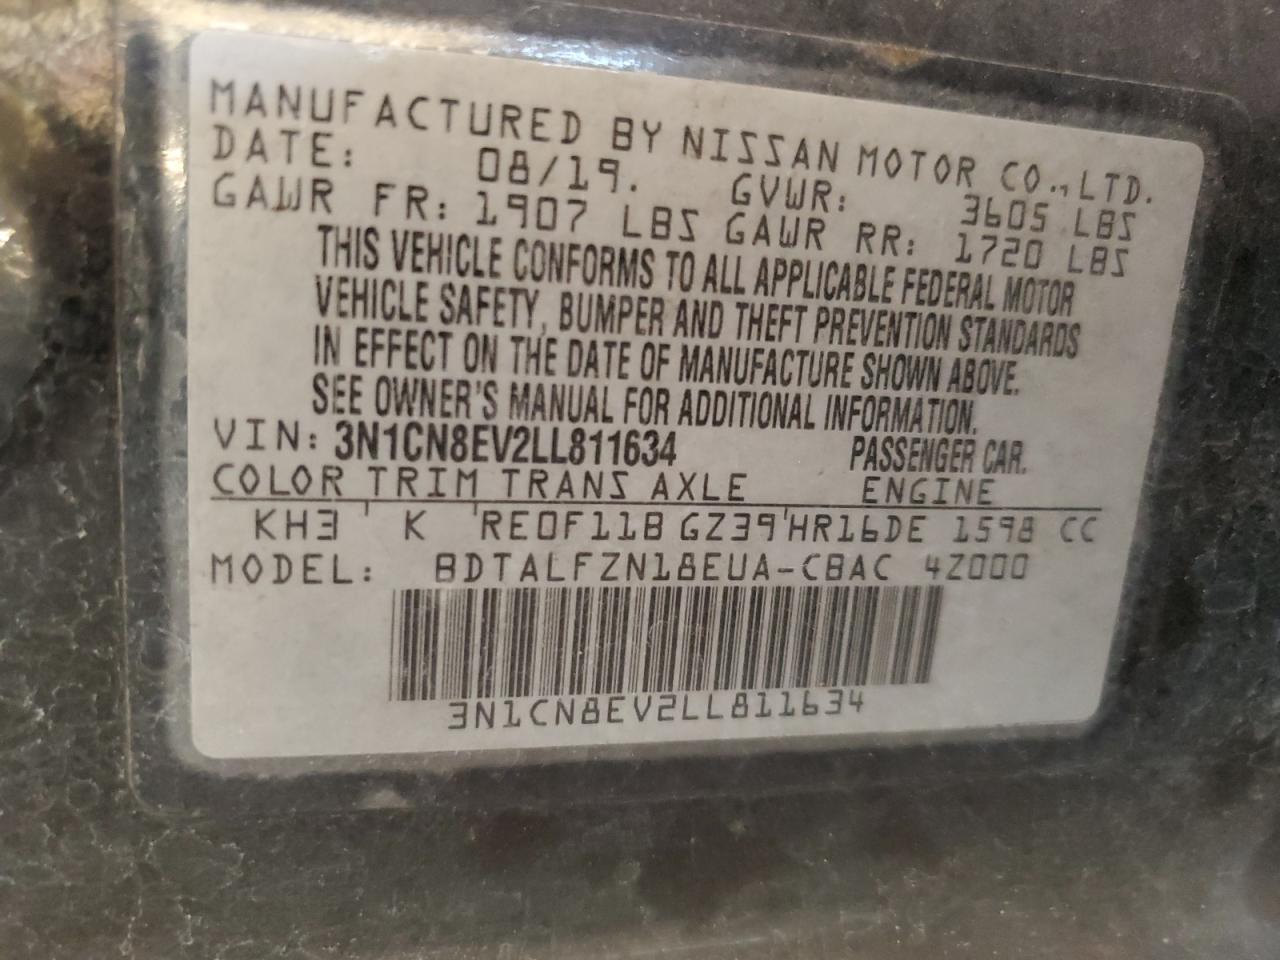 MANUFACTURED BY NISSAN MOTOR CO., LTD.
DATE: 08/19. GVWR: 3605 LBS
GAWR FR: 1907 LBS GAWR RR: 1720 LBS
THIS VEHICLE CONFORMS TO ALL APPLICABLE FEDERAL MOTOR
VEHICLE SAFETY, BUMPER AND THEFT PREVENTION STANDARDS
IN EFFECT ON THE DATE OF MANUFACTURE SHOWN ABOVE.
SEE OWNER'S MANUAL FOR ADDITIONAL INFORMATION.
VIN: 3N1CN8EV2LL811634 PASSENGER CAR.
COLOR TRIM TRANS AXLE ENGINE
KH3 ' K ' RE0F11B GZ39 ' HR16DE 1598 CC
MODEL: BDTALFZN18EUA-CBAC 4Z000
3N1CN8EV2LL811634